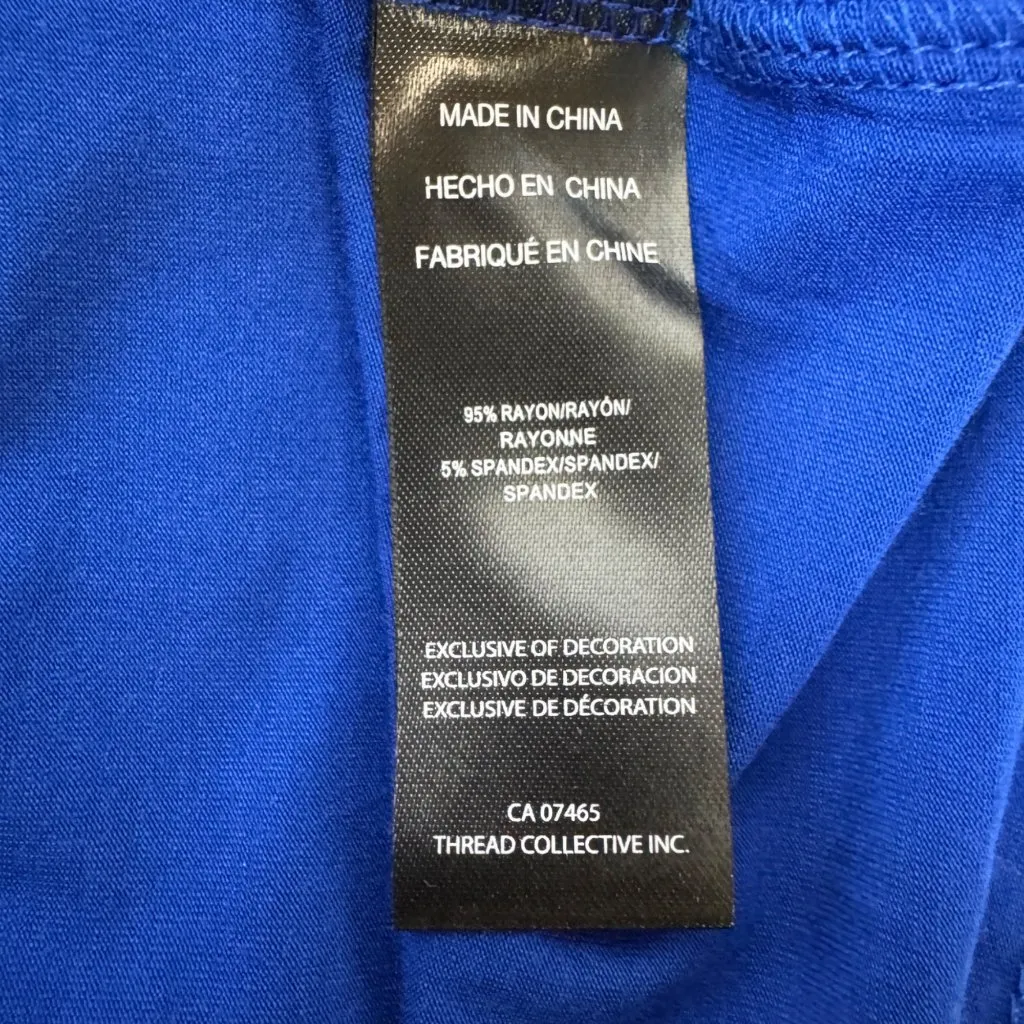 MADE IN CHINA
HECHO EN CHINA
FABRIQUÉ EN CHINE
95% RAYON/RAYÓN/
RAYONNE
5% SPANDEX/SPANDEX/
SPANDEX
EXCLUSIVE OF DECORATION
EXCLUSIVO DE DECORACION
EXCLUSIVE DE DÉCORATION
CA 07465
THREAD COLLECTIVE INC.